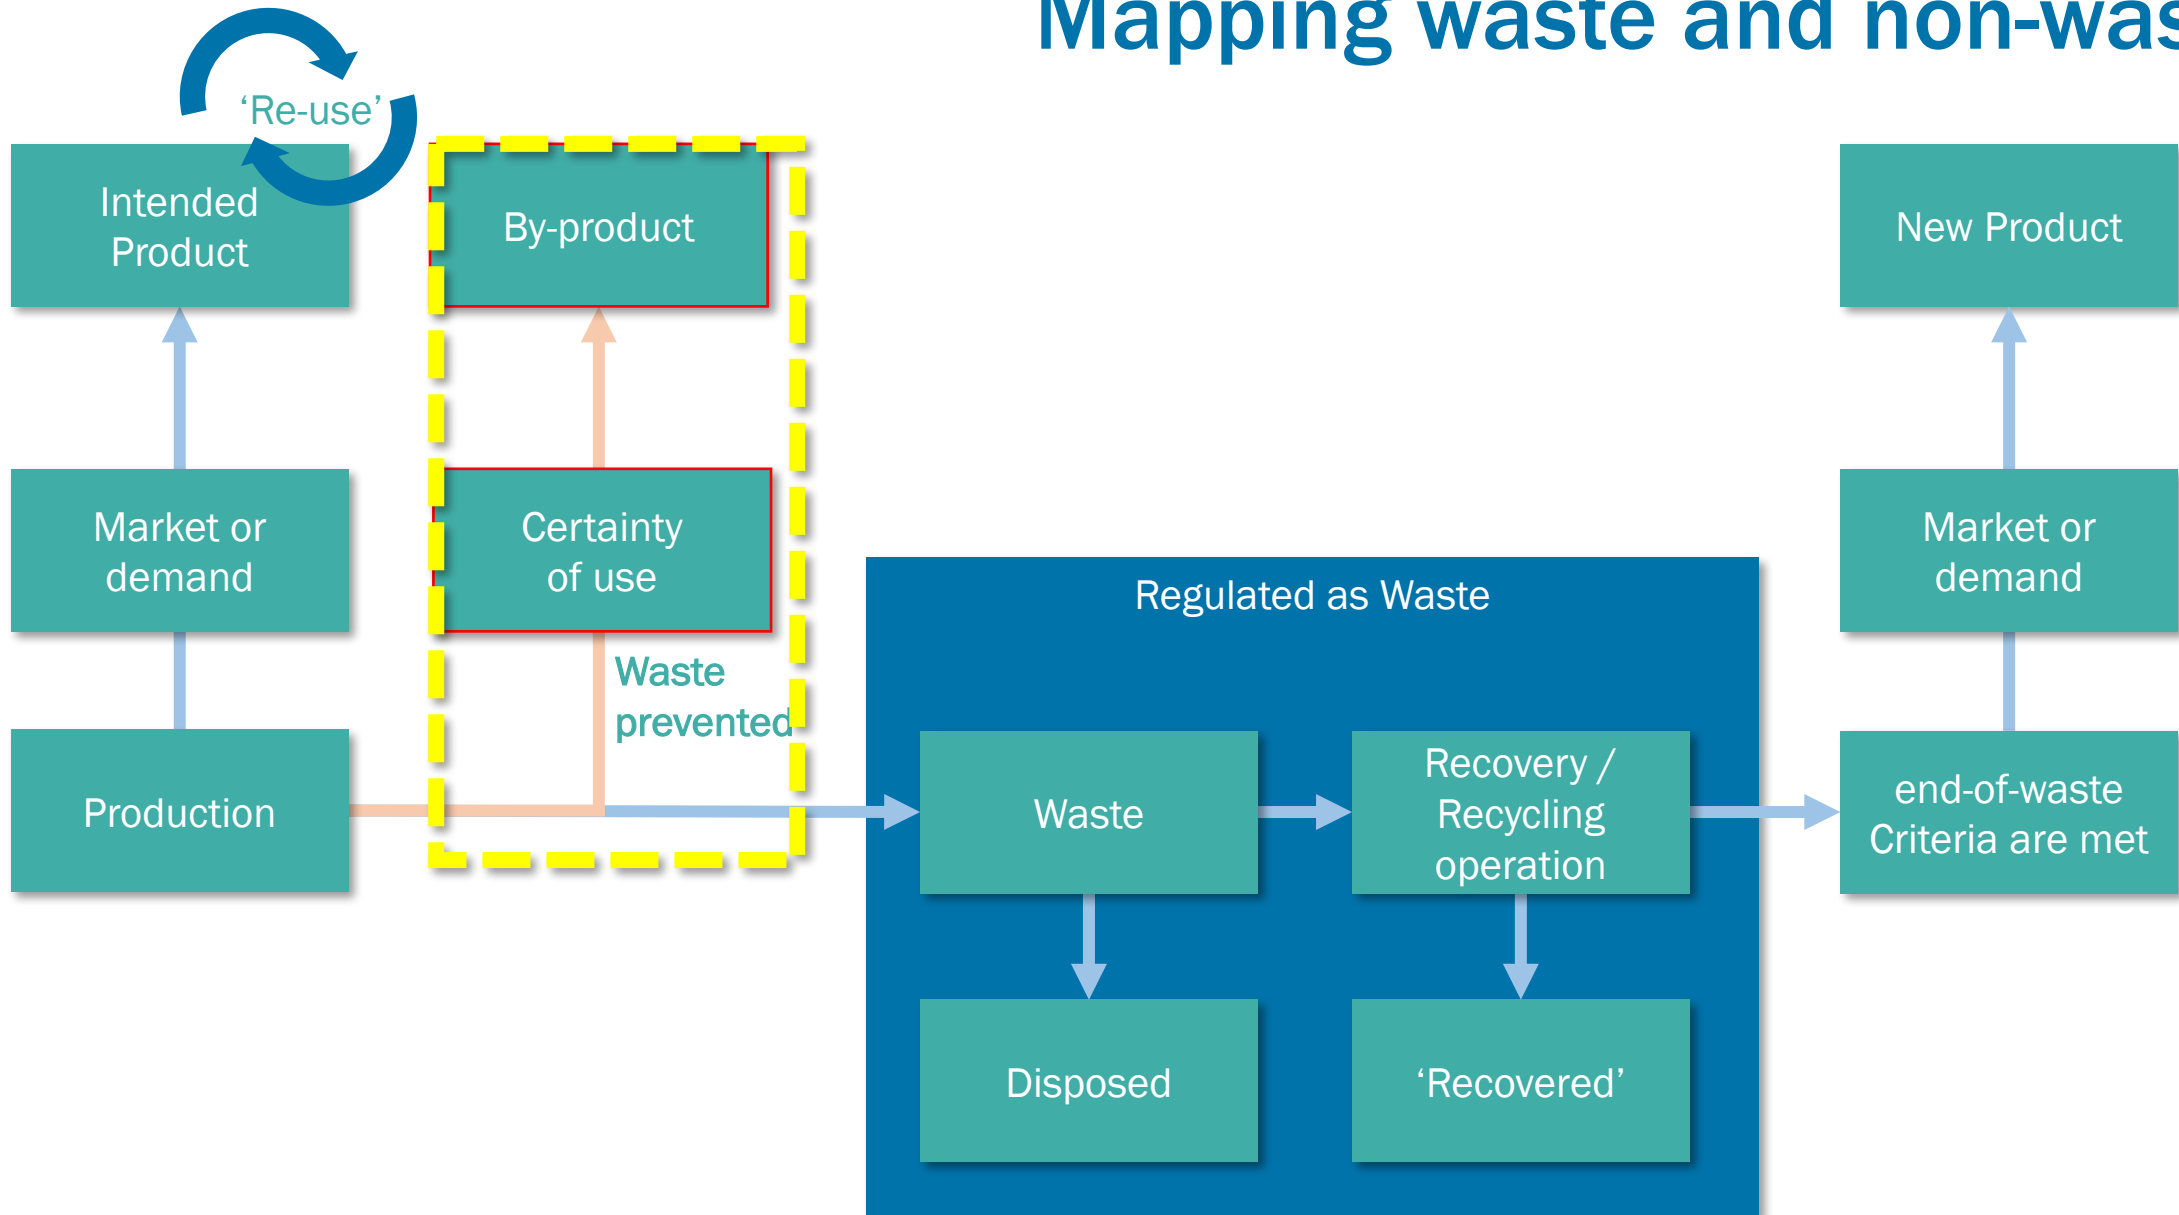 Mapping waste and non-was
‘Re-use’
Intended
Product
By-product
New Product
Market or
demand
Certainty
of use
Market or
demand
Regulated as Waste
Waste
prevented
Production
Waste
Recovery /
Recycling
operation
end-of-waste
Criteria are met
Disposed
‘Recovered’